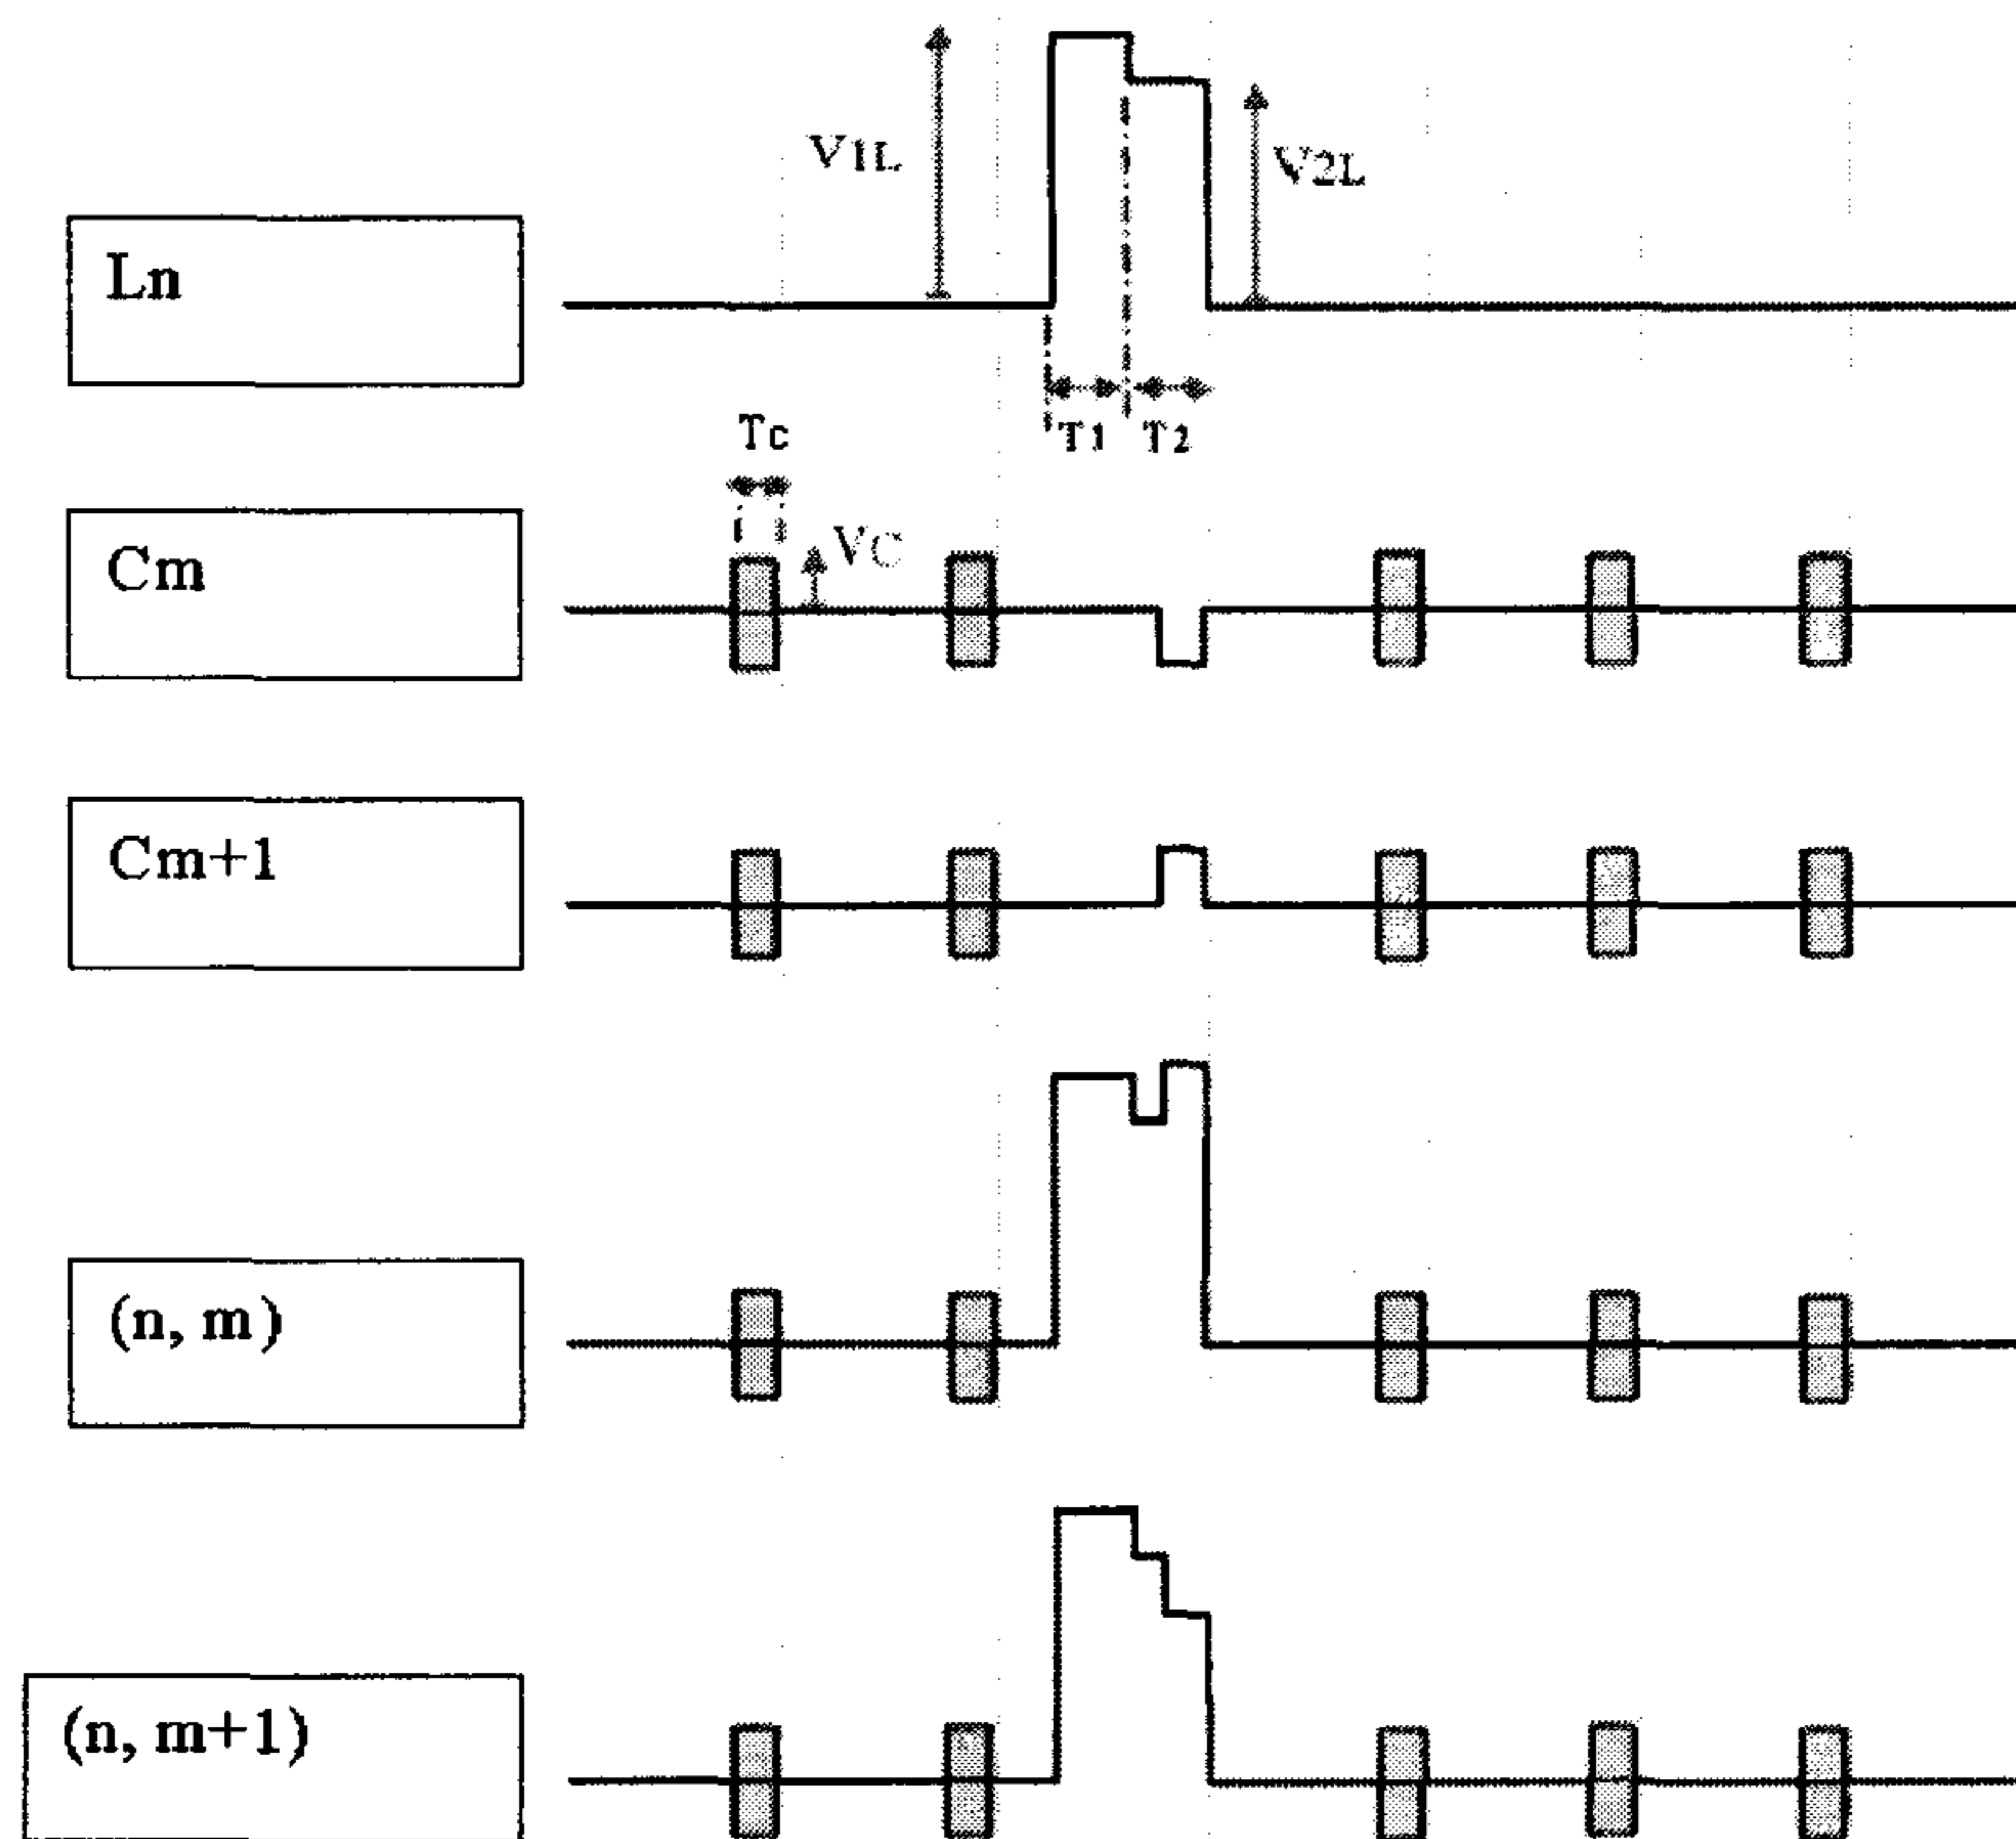 V1L
V2L
Ln
T1
T2
Tc
Cm
VC
Cm+1
(n, m)
(n, m+1)